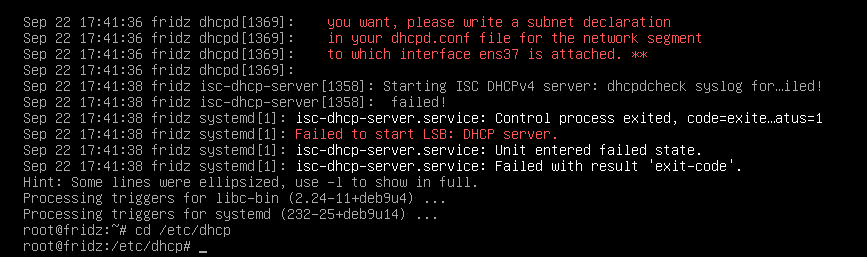 Sep 22 17:41:36 fridz dhcpd[1369]:    you want, please write a subnet declaration
Sep 22 17:41:36 fridz dhcpd[1369]:    in your dhcpd.conf file for the network segment
Sep 22 17:41:36 fridz dhcpd[1369]:    to which interface ens37 is attached. **
Sep 22 17:41:36 fridz dhcpd[1369]:
Sep 22 17:41:38 fridz isc-dhcp-server[1358]: Starting ISC DHCPv4 server: dhcpdcheck syslog for…iled!
Sep 22 17:41:38 fridz isc-dhcp-server[1358]:  failed!
Sep 22 17:41:38 fridz systemd[1]: isc-dhcp-server.service: Control process exited, code=exite…atus=1
Sep 22 17:41:38 fridz systemd[1]: Failed to start LSB: DHCP server.
Sep 22 17:41:38 fridz systemd[1]: isc-dhcp-server.service: Unit entered failed state.
Sep 22 17:41:38 fridz systemd[1]: isc-dhcp-server.service: Failed with result 'exit-code'.
Hint: Some lines were ellipsized, use -l to show in full.
Processing triggers for libc-bin (2.24-11+deb9u4) ...
Processing triggers for systemd (232-25+deb9u14) ...
root@fridz:~# cd /etc/dhcp
root@fridz:/etc/dhcp# _